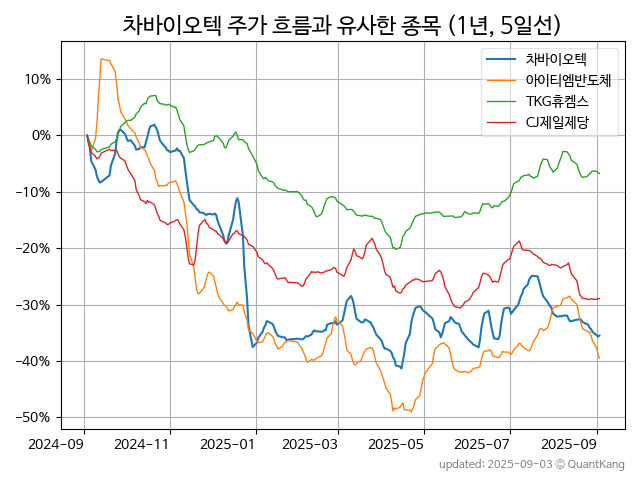 차바이오텍 주가 흐름과 유사한 종목 (1년, 5일선)
차바이오텍
아이티엠반도체
TKG휴켐스
CJ제일제당
10%
0%
−10%
−20%
−30%
−40%
−50%
2024-09 2024-11 2025-01 2025-03 2025-05 2025-07 2025-09
updated: 2025-09-03 © QuantKang